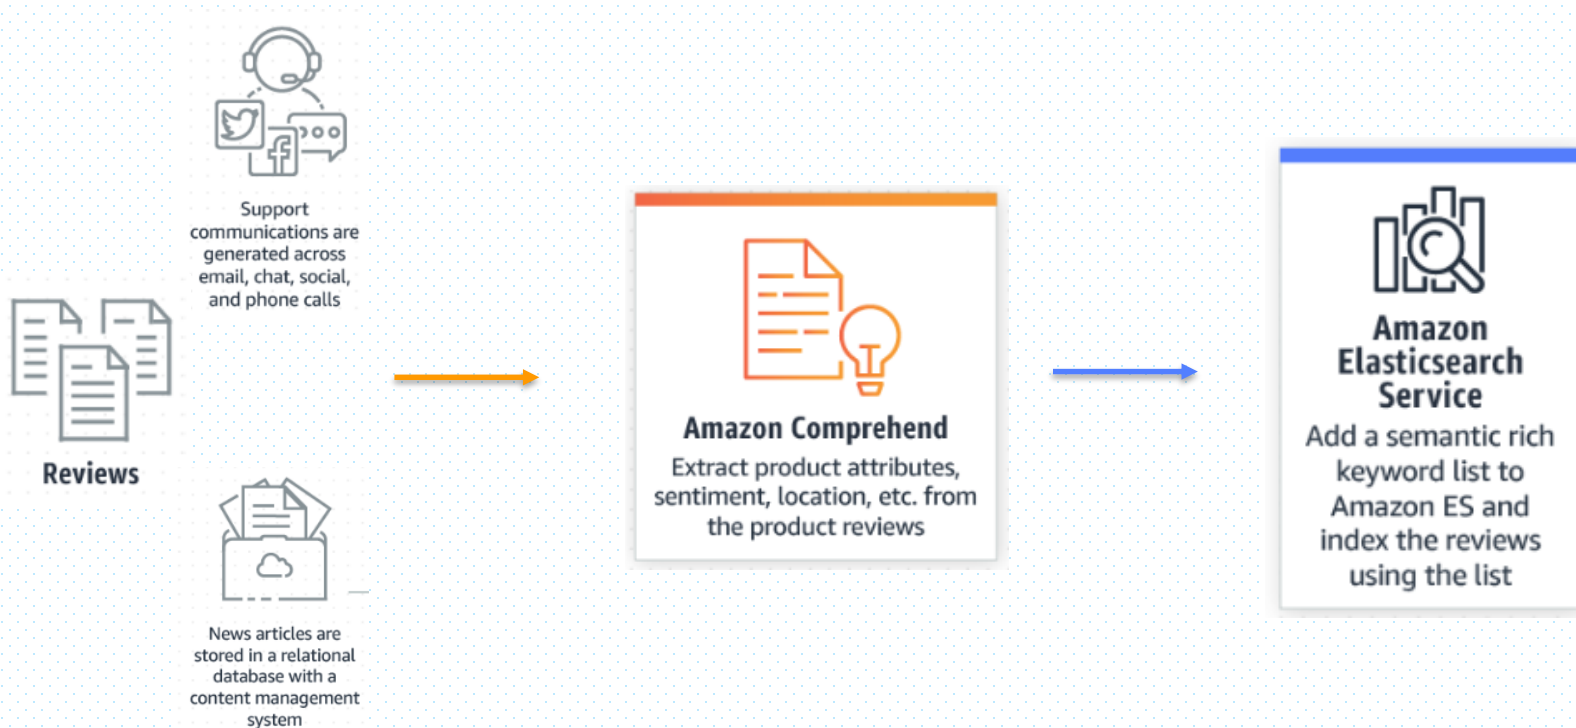 Support
communications are
generated across
email, chat, social,
and phone calls
Reviews
News articles are
stored in a relational
database with a
content management
system
Amazon Comprehend
Extract product attributes,
sentiment, location, etc. from
the product reviews
Amazon
Elasticsearch
Service
Add a semantic rich
keyword list to
Amazon ES and
index the reviews
using the list